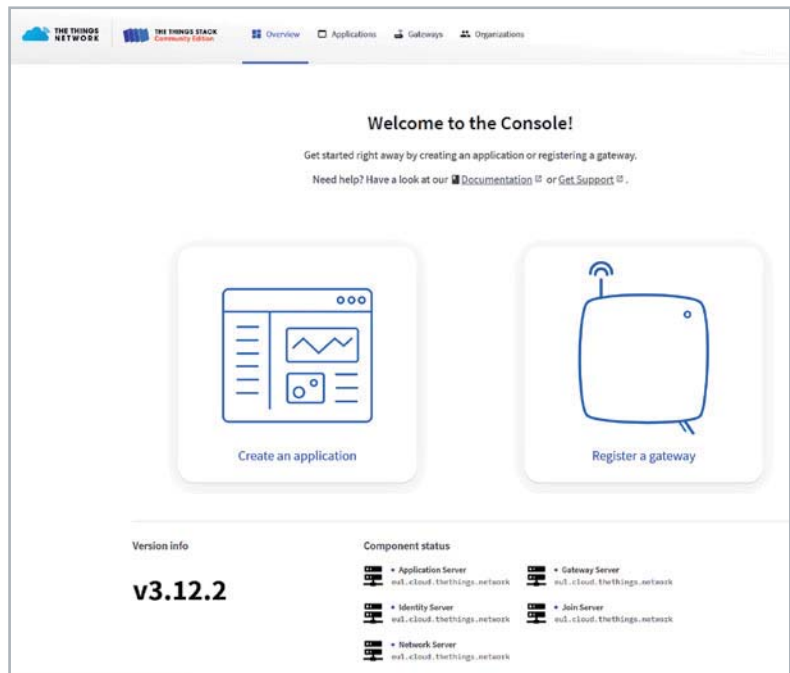 THE THINGS
NETWORK
THE THINGS STACK
Community Edition
Overview
Applications
Gateways
Organizations
Welcome to the Console!
Get started right away by creating an application or registering a gateway.
Need help? Have a look at our Documentation or Get Support .
Create an application
Register a gateway
Version info
v3.12.2
Component status
• Application Server
eu1.cloud.thethings.network
• Gateway Server
eu1.cloud.thethings.network
• Identity Server
eu1.cloud.thethings.network
• Join Server
eu1.cloud.thethings.network
• Network Server
eu1.cloud.thethings.network